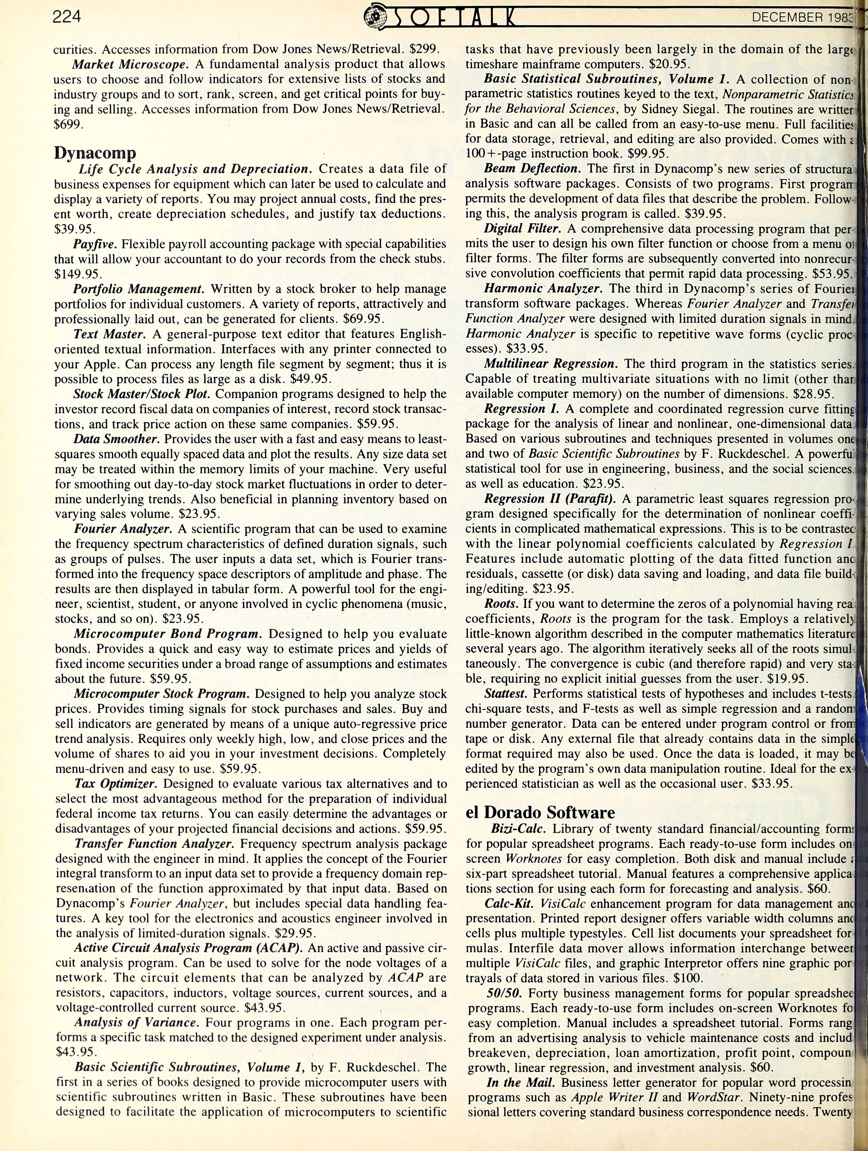 224
SOFTALK
DECEMBER 1983
curities. Accesses information from Dow Jones News/Retrieval. $299.
Market Microscope. A fundamental analysis product that allows
users to choose and follow indicators for extensive lists of stocks and
industry groups and to sort, rank, screen, and get critical points for buy-
ing and selling. Accesses information from Dow Jones News/Retrieval.
$699.
Dynacomp
Life Cycle Analysis and Depreciation. Creates a data file of
business expenses for equipment which can later be used to calculate and
display a variety of reports. You may project annual costs, find the pres-
ent worth, create depreciation schedules, and justify tax deductions.
$39.95.
Payfive. Flexible payroll accounting package with special capabilities
that will allow your accountant to do your records from the check stubs.
$149.95.
Portfolio Management. Written by a stock broker to help manage
portfolios for individual customers. A variety of reports, attractively and
professionally laid out, can be generated for clients. $69.95.
Text Master. A general-purpose text editor that features English-
oriented textual information. Interfaces with any printer connected to
your Apple. Can process any length file segment by segment; thus it is
possible to process files as large as a disk. $49.95.
Stock Master/Stock Plot. Companion programs designed to help the
investor record fiscal data on companies of interest, record stock transac-
tions, and track price action on these same companies. $59.95.
Data Smoother. Provides the user with a fast and easy means to least-
squares smooth equally spaced data and plot the results. Any size data set
may be treated within the memory limits of your machine. Very useful
for smoothing out day-to-day stock market fluctuations in order to deter-
mine underlying trends. Also beneficial in planning inventory based on
varying sales volume. $23.95.
Fourier Analyzer. A scientific program that can be used to examine
the frequency spectrum characteristics of defined duration signals, such
as groups of pulses. The user inputs a data set, which is Fourier trans-
formed into the frequency space descriptors of amplitude and phase. The
results are then displayed in tabular form. A powerful tool for the engi-
neer, scientist, student, or anyone involved in cyclic phenomena (music,
stocks, and so on). $23.95.
Microcomputer Bond Program. Designed to help you evaluate
bonds. Provides a quick and easy way to estimate prices and yields of
fixed income securities under a broad range of assumptions and estimates
about the future. $59.95.
Microcomputer Stock Program. Designed to help you analyze stock
prices. Provides timing signals for stock purchases and sales. Buy and
sell indicators are generated by means of a unique auto-regressive price
trend analysis. Requires only weekly high, low, and close prices and the
volume of shares to aid you in your investment decisions. Completely
menu-driven and easy to use. $59.95.
Tax Optimizer. Designed to evaluate various tax alternatives and to
select the most advantageous method for the preparation of individual
federal income tax returns. You can easily determine the advantages or
disadvantages of your projected financial decisions and actions. $59.95.
Transfer Function Analyzer. Frequency spectrum analysis package
designed with the engineer in mind. It applies the concept of the Fourier
integral transform to an input data set to provide a frequency domain rep-
resentation of the function approximated by that input data. Based on
Dynacomp's Fourier Analyzer, but includes special data handling fea-
tures. A key tool for the electronics and acoustics engineer involved in
the analysis of limited-duration signals. $29.95.
Active Circuit Analysis Program (ACAP). An active and passive cir-
cuit analysis program. Can be used to solve for the node voltages of a
network. The circuit elements that can be analyzed by ACAP are
resistors, capacitors, inductors, voltage sources, current sources, and a
voltage-controlled current source. $43.95.
Analysis of Variance. Four programs in one. Each program per-
forms a specific task matched to the designed experiment under analysis.
$43.95.
Basic Scientific Subroutines, Volume 1, by F. Ruckdeschel. The
first in a series of books designed to provide microcomputer users with
scientific subroutines written in Basic. These subroutines have been
designed to facilitate the application of microcomputers to scientific
tasks that have previously been largely in the domain of the large
timeshare mainframe computers. $20.95.
Basic Statistical Subroutines, Volume 1. A collection of non-
parametric statistics routines keyed to the text, Nonparametric Statistics
for the Behavioral Sciences, by Sidney Siegal. The routines are written
in Basic and can all be called from an easy-to-use menu. Full facilities
for data storage, retrieval, and editing are also provided. Comes with a
100+-page instruction book. $99.95.
Beam Deflection. The first in Dynacomp's new series of structura
analysis software packages. Consists of two programs. First program
permits the development of data files that describe the problem. Follow-
ing this, the analysis program is called. $39.95.
Digital Filter. A comprehensive data processing program that per-
mits the user to design his own filter function or choose from a menu o
filter forms. The filter forms are subsequently converted into nonrecur-
sive convolution coefficients that permit rapid data processing. $53.95.
Harmonic Analyzer. The third in Dynacomp's series of Fourier
transform software packages. Whereas Fourier Analyzer and Transfer
Function Analyzer were designed with limited duration signals in mind,
Harmonic Analyzer is specific to repetitive wave forms (cyclic proc-
esses). $33.95.
Multilinear Regression. The third program in the statistics series.
Capable of treating multivariate situations with no limit (other than
available computer memory) on the number of dimensions. $28.95.
Regression I. A complete and coordinated regression curve fitting
package for the analysis of linear and nonlinear, one-dimensional data.
Based on various subroutines and techniques presented in volumes one
and two of Basic Scientific Subroutines by F. Ruckdeschel. A powerful
statistical tool for use in engineering, business, and the social sciences,
as well as education. $23.95.
Regression II (Parafit). A parametric least squares regression pro-
gram designed specifically for the determination of nonlinear coeffi-
cients in complicated mathematical expressions. This is to be contrasted
with the linear polynomial coefficients calculated by Regression I.
Features include automatic plotting of the data fitted function and
residuals, cassette (or disk) data saving and loading, and data file build-
ing/editing. $23.95.
Roots. If you want to determine the zeros of a polynomial having rea
coefficients, Roots is the program for the task. Employs a relatively
little-known algorithm described in the computer mathematics literature
several years ago. The algorithm iteratively seeks all of the roots simul-
taneously. The convergence is cubic (and therefore rapid) and very sta-
ble, requiring no explicit initial guesses from the user. $19.95.
Stattest. Performs statistical tests of hypotheses and includes t-tests,
chi-square tests, and F-tests as well as simple regression and a random
number generator. Data can be entered under program control or from
tape or disk. Any external file that already contains data in the simple
format required may also be used. Once the data is loaded, it may be
edited by the program's own data manipulation routine. Ideal for the ex-
perienced statistician as well as the occasional user. $33.95.
el Dorado Software
Bizi-Calc. Library of twenty standard financial/accounting forms
for popular spreadsheet programs. Each ready-to-use form includes on-
screen Worknotes for easy completion. Both disk and manual include a
six-part spreadsheet tutorial. Manual features a comprehensive applica-
tions section for using each form for forecasting and analysis. $60.
Calc-Kit. VisiCalc enhancement program for data management and
presentation. Printed report designer offers variable width columns and
cells plus multiple typestyles. Cell list documents your spreadsheet for-
mulas. Interfile data mover allows information interchange between
multiple VisiCalc files, and graphic Interpretor offers nine graphic por-
trayals of data stored in various files. $100.
50/50. Forty business management forms for popular spreadshee
programs. Each ready-to-use form includes on-screen Worknotes fo
easy completion. Manual includes a spreadsheet tutorial. Forms rang
from an advertising analysis to vehicle maintenance costs and includ
breakeven, depreciation, loan amortization, profit point, compoun
growth, linear regression, and investment analysis. $60.
In the Mail. Business letter generator for popular word processin
programs such as Apple Writer II and WordStar. Ninety-nine profes
sional letters covering standard business correspondence needs. Twenty